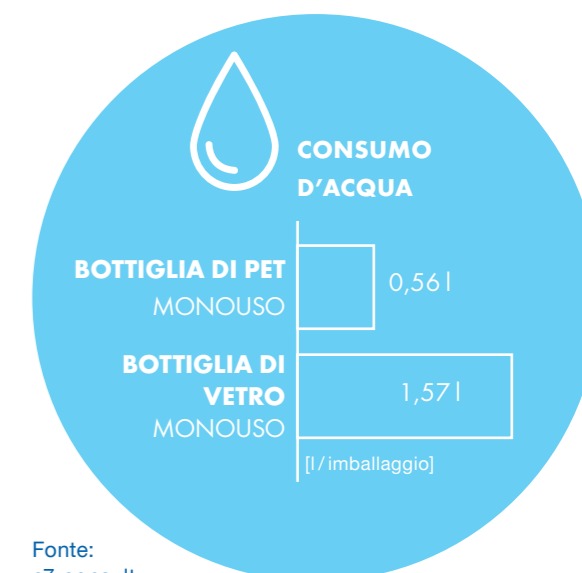 CONSUMO
D'ACQUA
BOTTIGLIA DI PET
MONOUSO
0,56 l
BOTTIGLIA DI
VETRO
MONOUSO
1,57 l
[l/imballaggio]
Fonte: